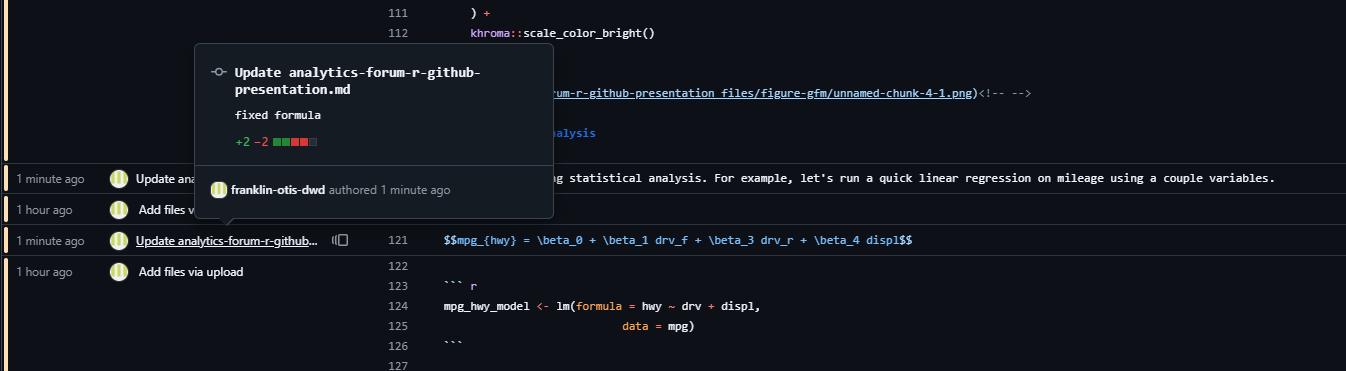 111 ) +
112 khroma::scale_color_bright()
Update analytics-forum-r-github-
presentation.md
fixed formula
+2 −2
franklin-otis-dwd authored 1 minute ago
um-r-github-presentation_files/figure-gfm/unnamed-chunk-4-1.png)<!-- -->
nalysis
1 minute ago Update ana ng statistical analysis. For example, let's run a quick linear regression on mileage using a couple variables.
1 hour ago Add files v
1 minute ago Update analytics-forum-r-github... 121 $$mpg_{hwy} = \beta_0 + \beta_1 drv_f + \beta_3 drv_r + \beta_4 displ$$
1 hour ago Add files via upload 122
123 ``` r
124 mpg_hwy_model <- lm(formula = hwy ~ drv + displ,
125 data = mpg)
126 ```
127